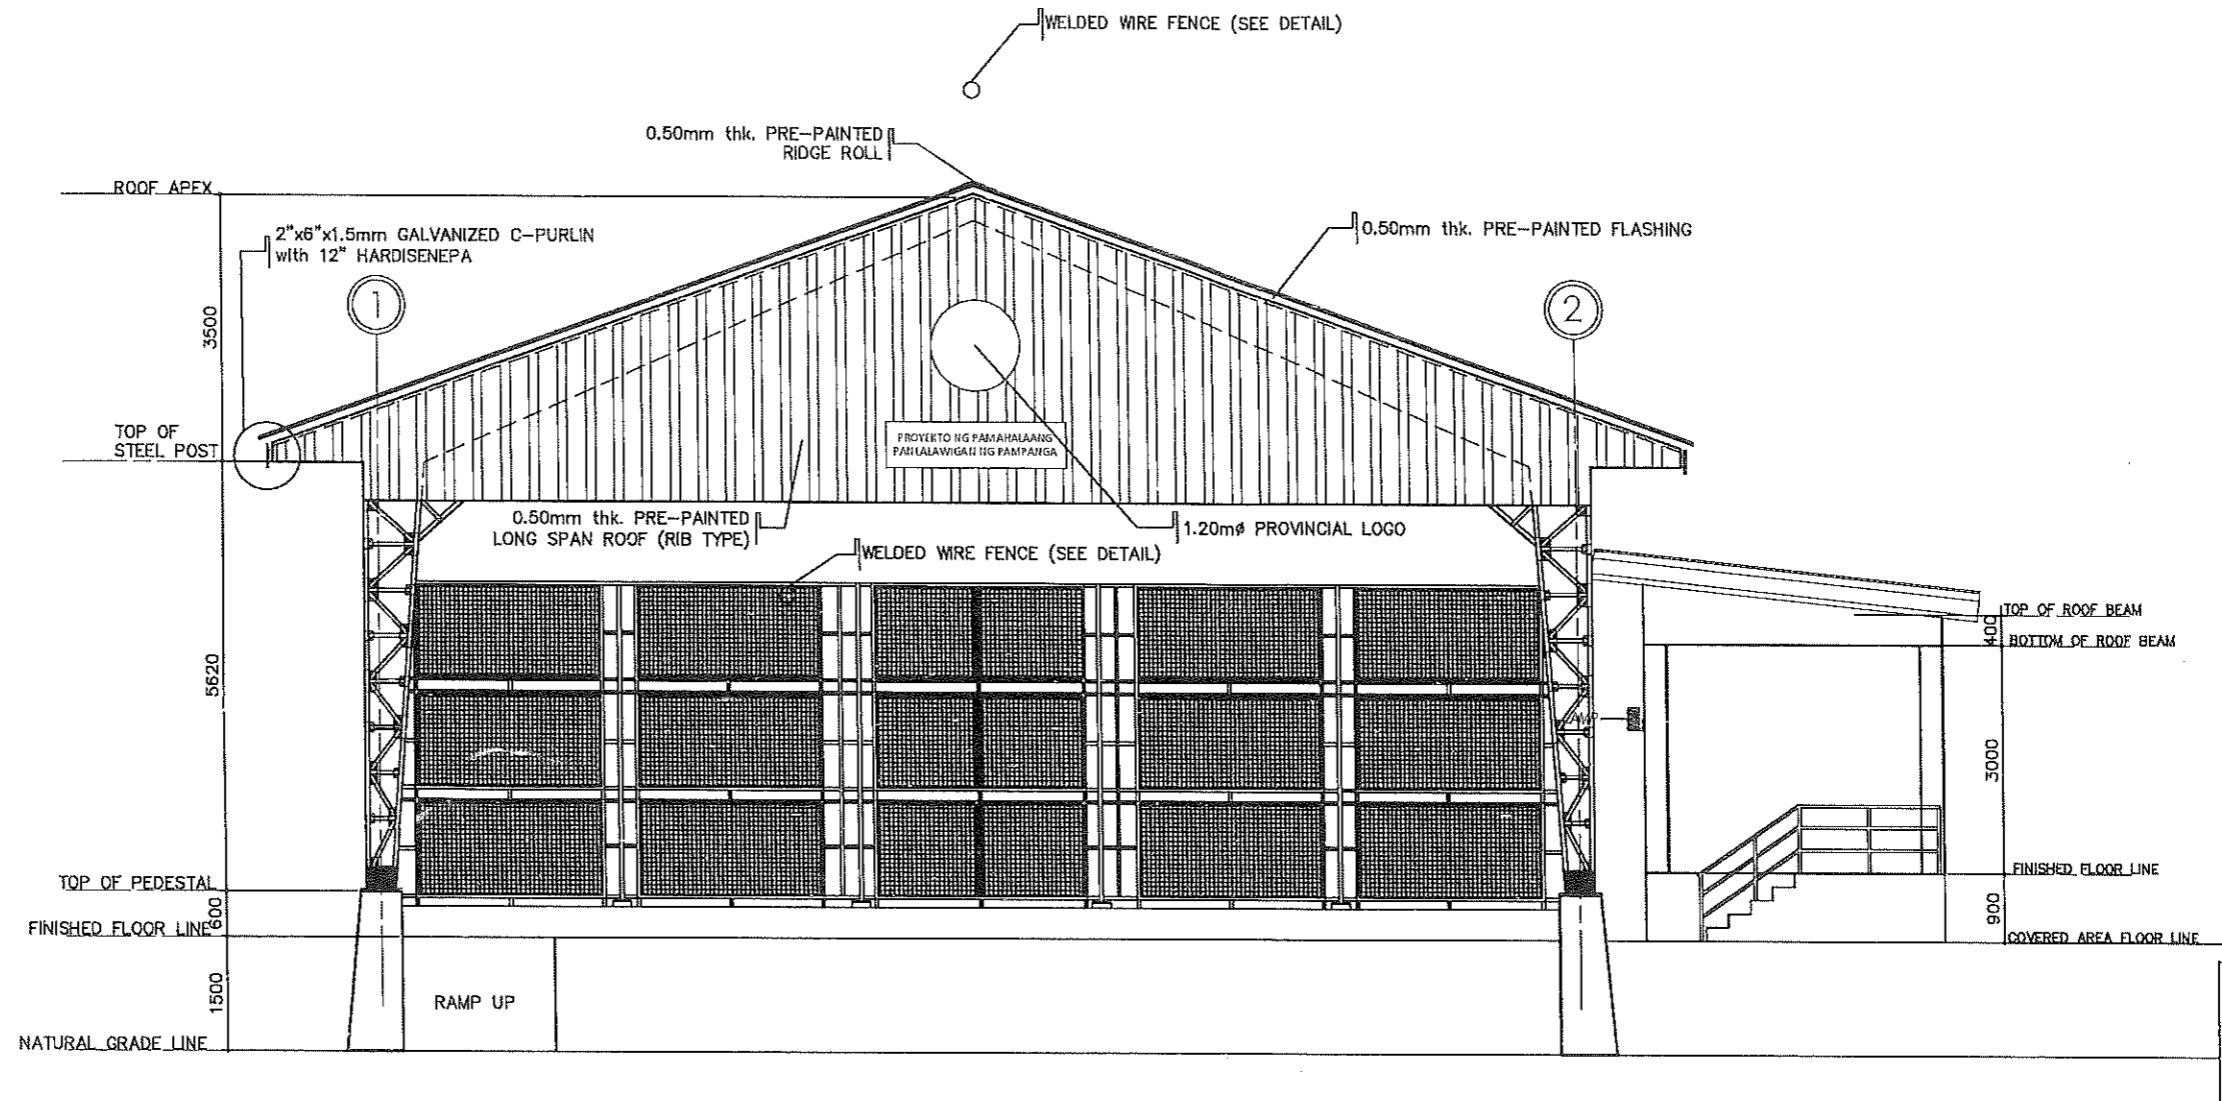 WELDED WIRE FENCE (SEE DETAIL)
0.50mm thk. PRE-PAINTED
RIDGE ROLL
ROOF APEX
2"x6"x1.5mm GALVANIZED C-PURLIN
with 12" HARDISENEPA
0.50mm thk. PRE-PAINTED FLASHING
1
2
3500
TOP OF
STEEL POST
PROYEKTO NG PAMAHALAANG
PANLALAWIGAN NG PAMPANGA
0.50mm thk. PRE-PAINTED
LONG SPAN ROOF (RIB TYPE)
1.20mø PROVINCIAL LOGO
WELDED WIRE FENCE (SEE DETAIL)
TOP OF ROOF BEAM
400
BOTTOM OF ROOF BEAM
5620
3000
TOP OF PEDESTAL
FINISHED FLOOR LINE
600
900
FINISHED FLOOR LINE
COVERED AREA FLOOR LINE
1500
RAMP UP
NATURAL GRADE LINE